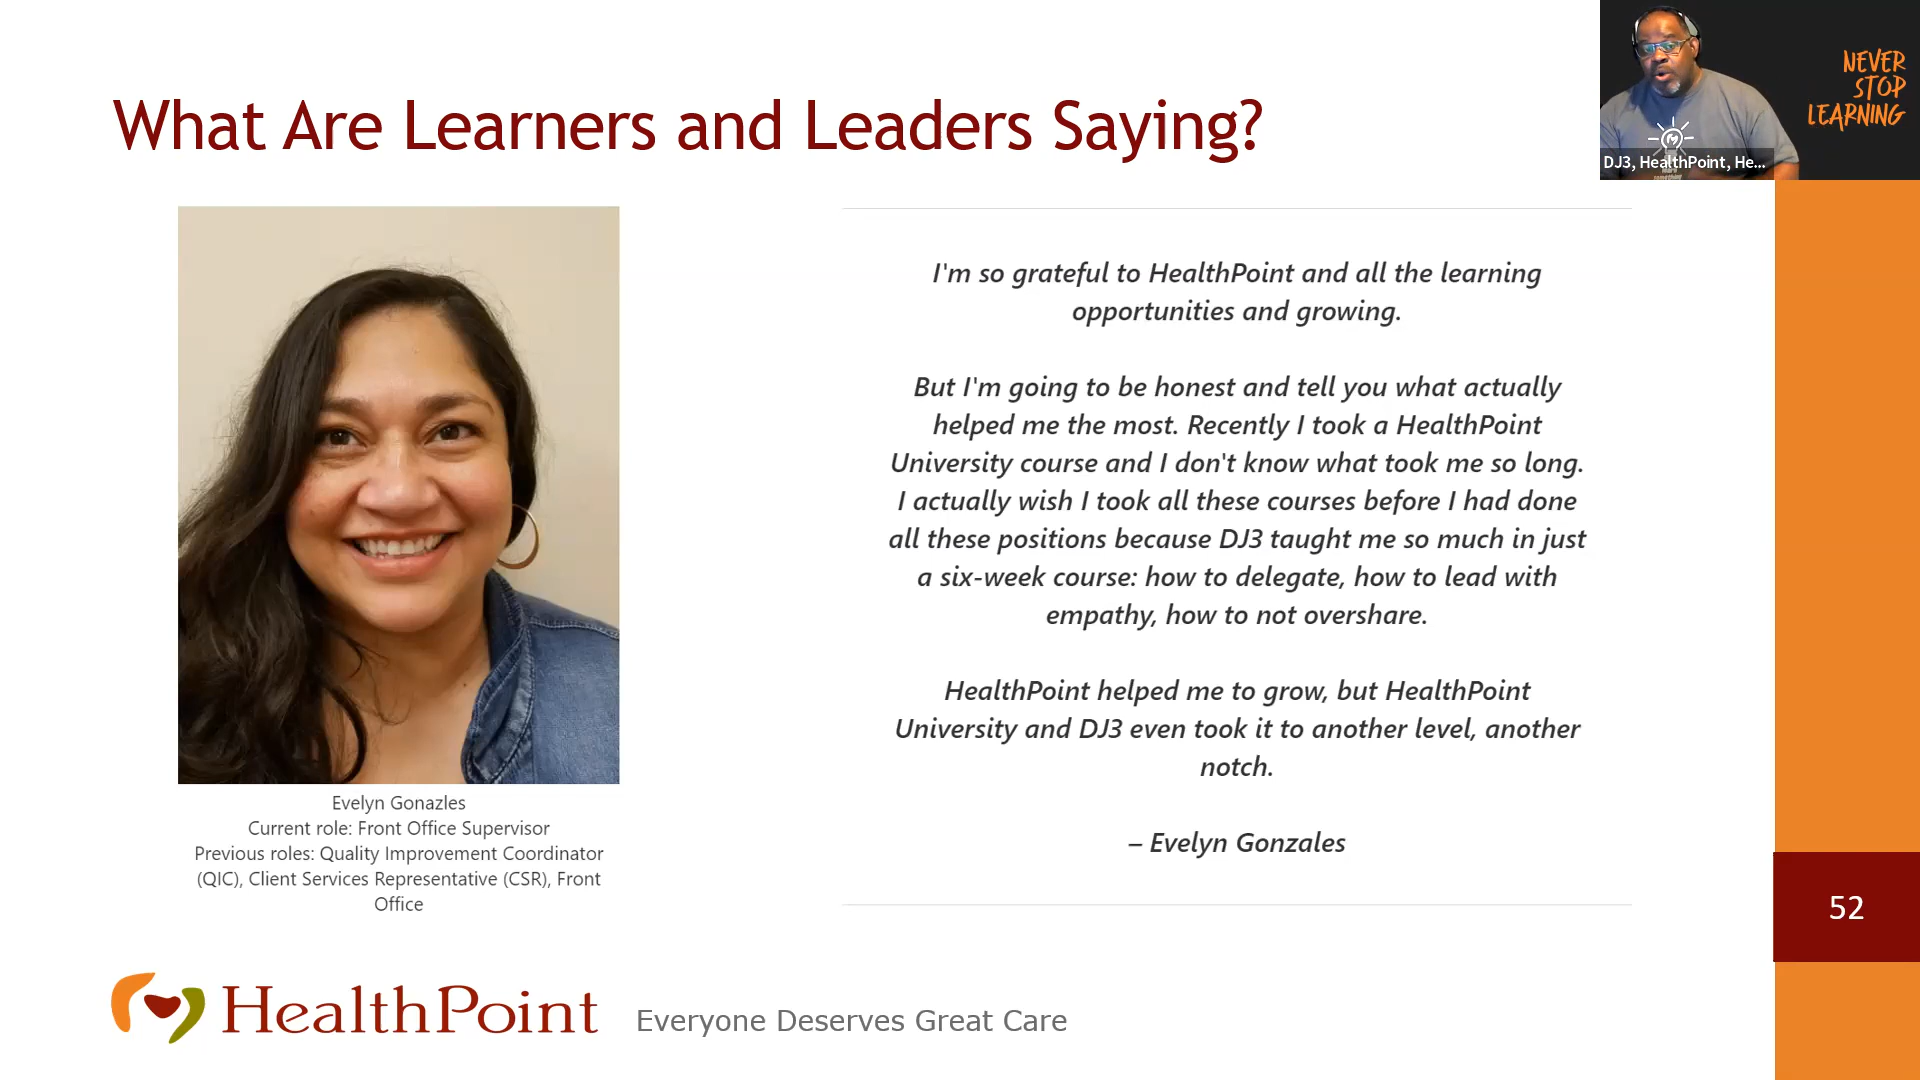 What Are Learners and Leaders Saying?
NEVER
STOP
LEARNING
DJ3, HealthPoint, He...
I'm so grateful to HealthPoint and all the learning
opportunities and growing.
But I'm going to be honest and tell you what actually
helped me the most. Recently I took a HealthPoint
University course and I don't know what took me so long.
I actually wish I took all these courses before I had done
all these positions because DJ3 taught me so much in just
a six-week course: how to delegate, how to lead with
empathy, how to not overshare.
HealthPoint helped me to grow, but HealthPoint
University and DJ3 even took it to another level, another
notch.
– Evelyn Gonzales
Evelyn Gonazles
Current role: Front Office Supervisor
Previous roles: Quality Improvement Coordinator
(QIC), Client Services Representative (CSR), Front
Office
52
HealthPoint
Everyone Deserves Great Care